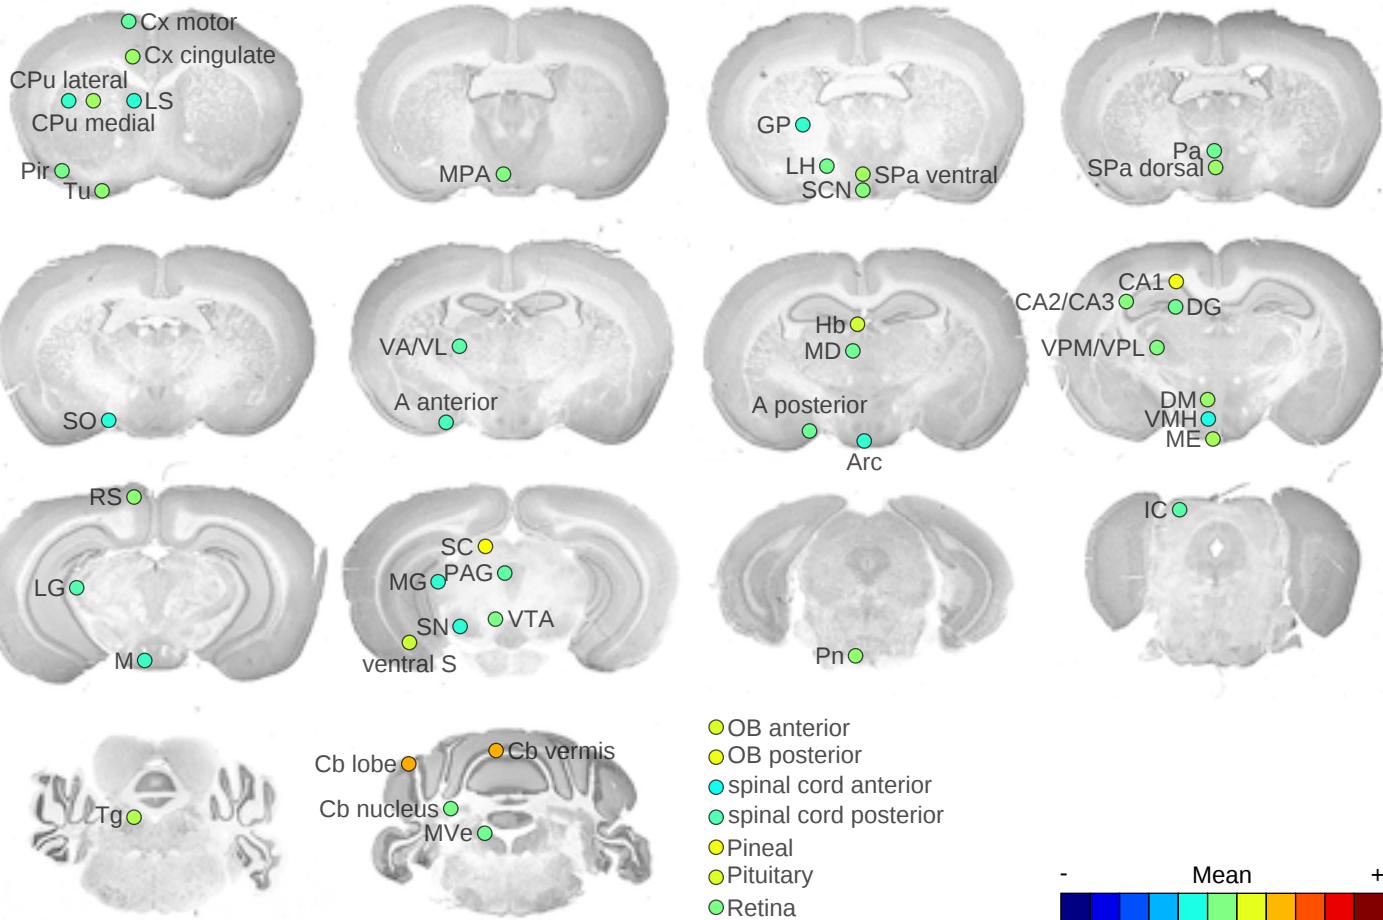 Cx motor
Cx cingulate
CPu lateral
LS
CPu medial
Pir
Tu
MPA
GP
LH
SPa ventral
SCN
Pa
SPa dorsal
SO
VA/VL
A anterior
Hb
MD
A posterior
Arc
CA1
CA2/CA3
DG
VPM/VPL
DM
VMH
ME
RS
LG
M
SC
MG
PAG
SN
VTA
ventral S
Pn
IC
Tg
Cb lobe
Cb vermis
Cb nucleus
MVe
OB anterior
OB posterior
spinal cord anterior
spinal cord posterior
Pineal
Pituitary
Retina
- Mean +